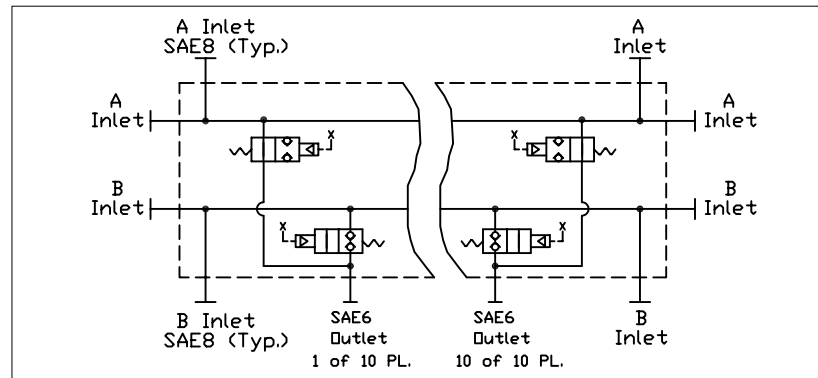 A Inlet
SAE8 (Typ.)
A
Inlet
A
Inlet
A
Inlet
x
x
B
Inlet
B
Inlet
x
x
B Inlet
SAE8 (Typ.)
SAE6
Outlet
1 of 10 PL.
SAE6
Outlet
10 of 10 PL.
B
Inlet